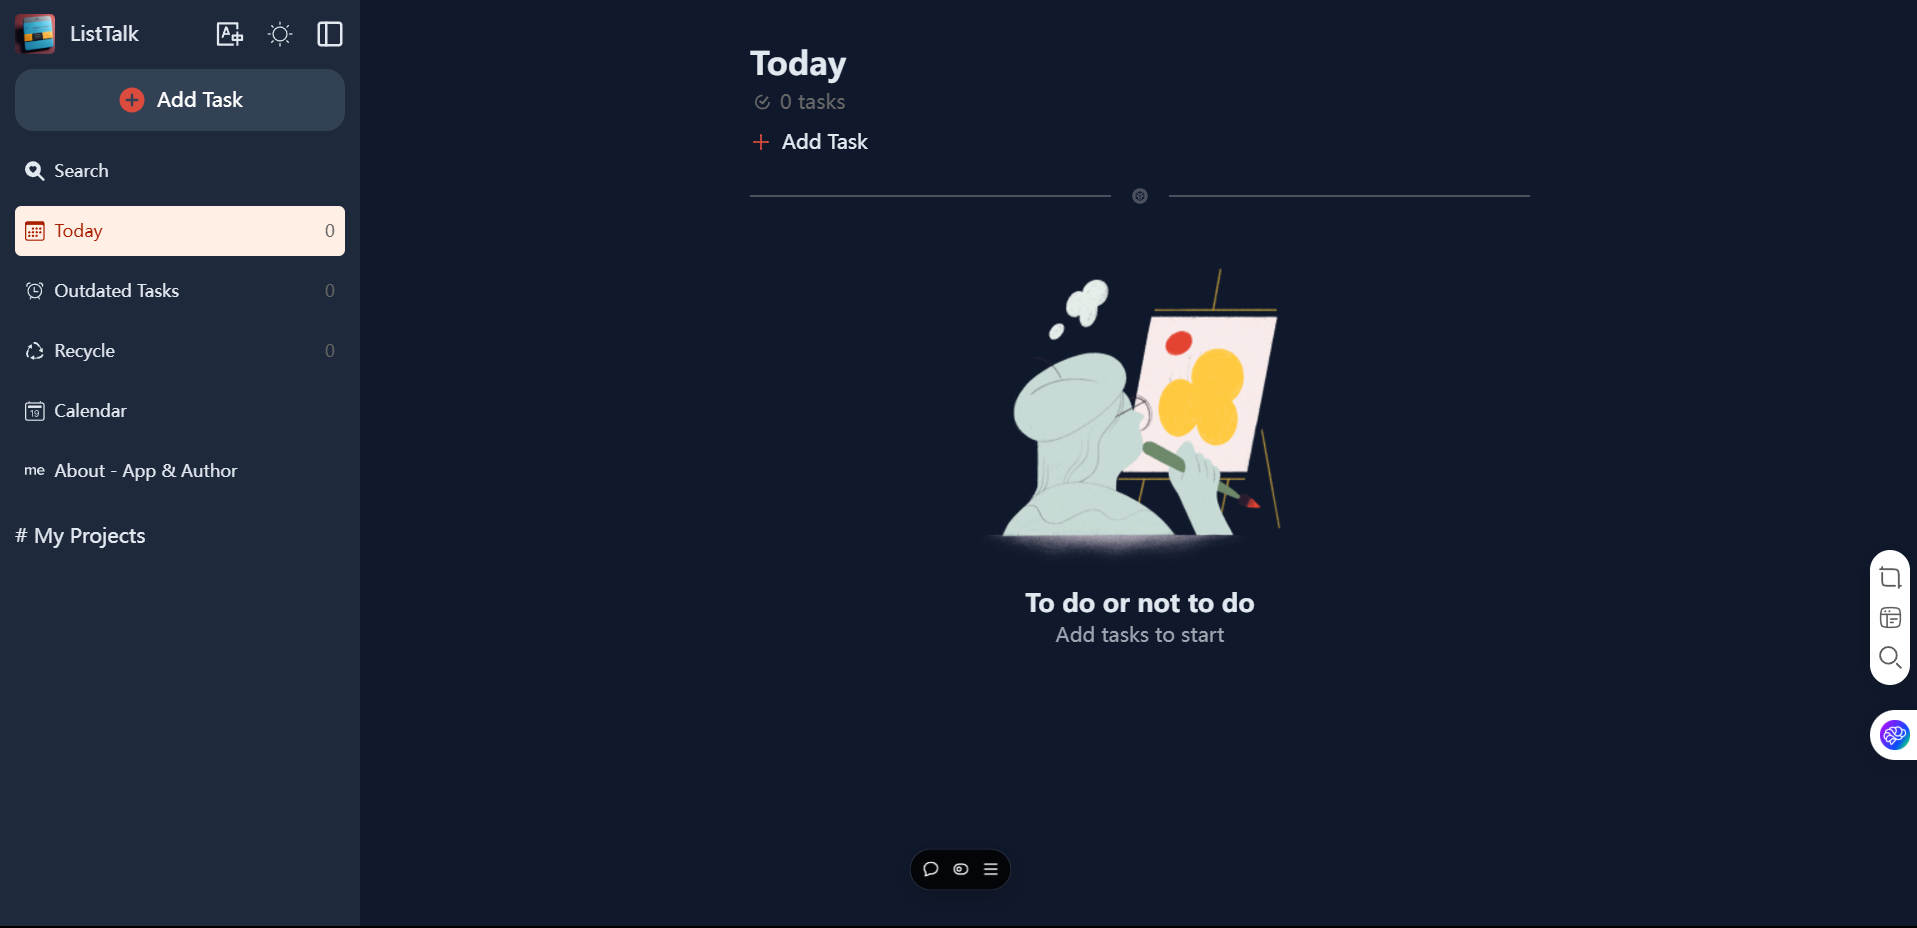 ListTalk
Add Task
Search
Today 0
Outdated Tasks 0
Recycle 0
19 Calendar
me About - App & Author
# My Projects
Today
0 tasks
+ Add Task
To do or not to do
Add tasks to start